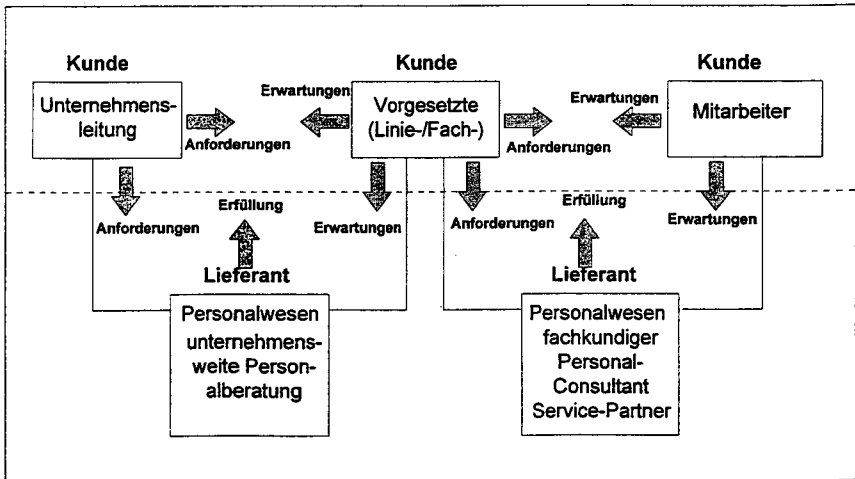 Kunde
Kunde
Kunde
Unternehmens-
leitung
Erwartungen
Anforderungen
Vorgesetzte
(Linie-/Fach-)
Erwartungen
Anforderungen
Mitarbeiter
Anforderungen
Erfüllung
Erwartungen
Anforderungen
Erfüllung
Erwartungen
Lieferant
Lieferant
Personalwesen
unternehmens-
weite Person-
alberatung
Personalwesen
fachkundiger
Personal-
Consultant
Service-Partner